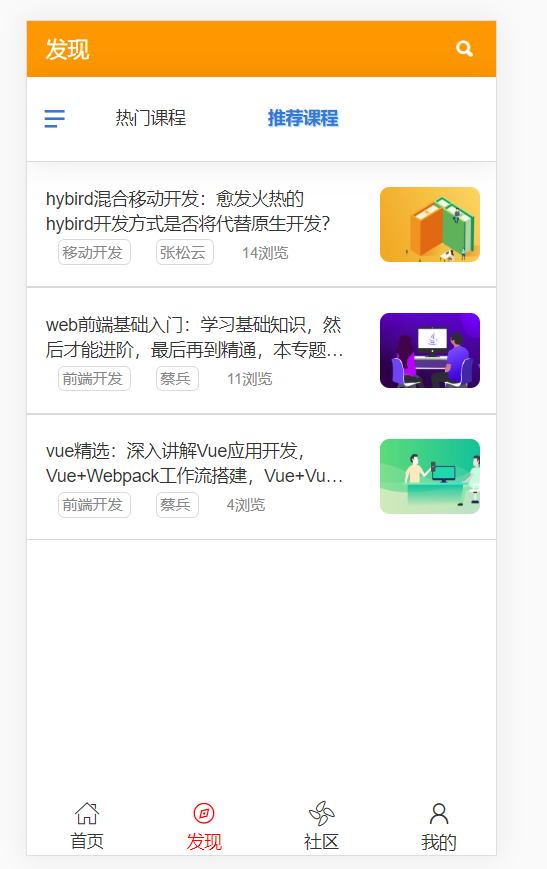 发现
热门课程 推荐课程
hybird混合移动开发：愈发火热的
hybird开发方式是否将代替原生开发？
移动开发 张松云 14浏览
web前端基础入门：学习基础知识，然
后才能进阶，最后再到精通，本专题...
前端开发 蔡兵 11浏览
vue精选：深入讲解Vue应用开发，
Vue+Webpack工作流搭建，Vue+Vu...
前端开发 蔡兵 4浏览
首页 发现 社区 我的